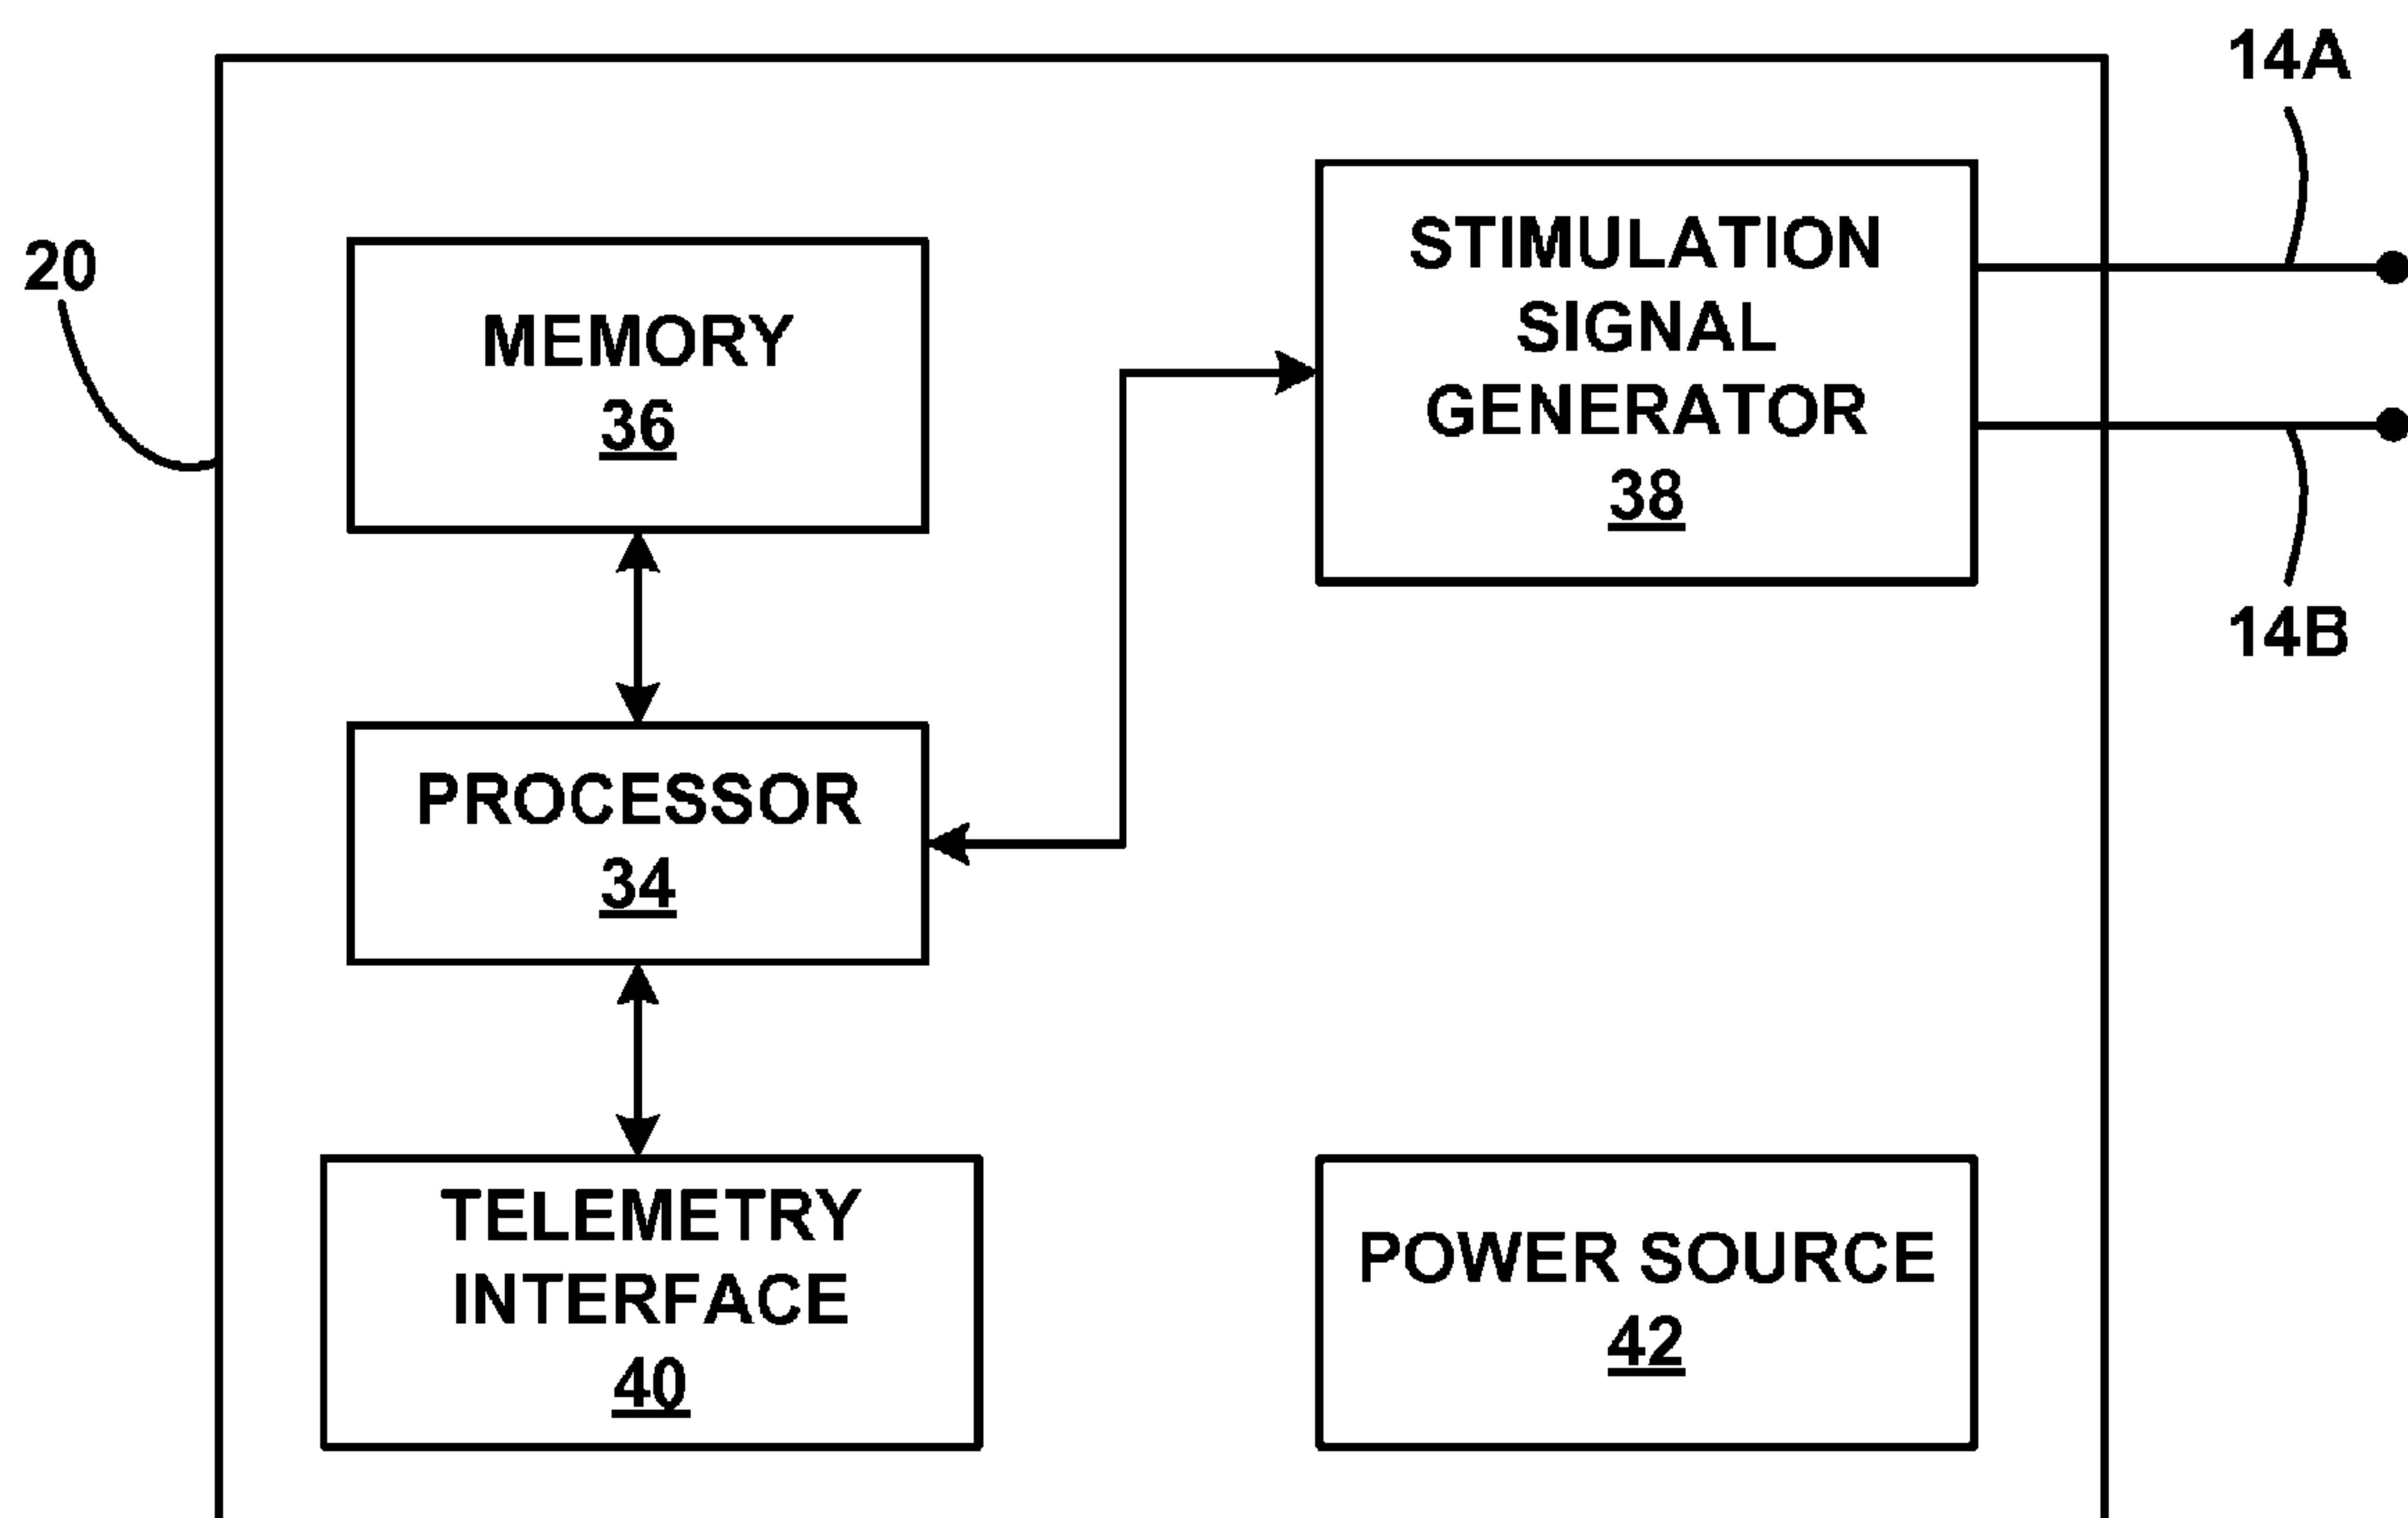 14A
20
STIMULATION
SIGNAL
GENERATOR
38
MEMORY
36
14B
PROCESSOR
34
TELEMETRY
INTERFACE
40
POWER SOURCE
42